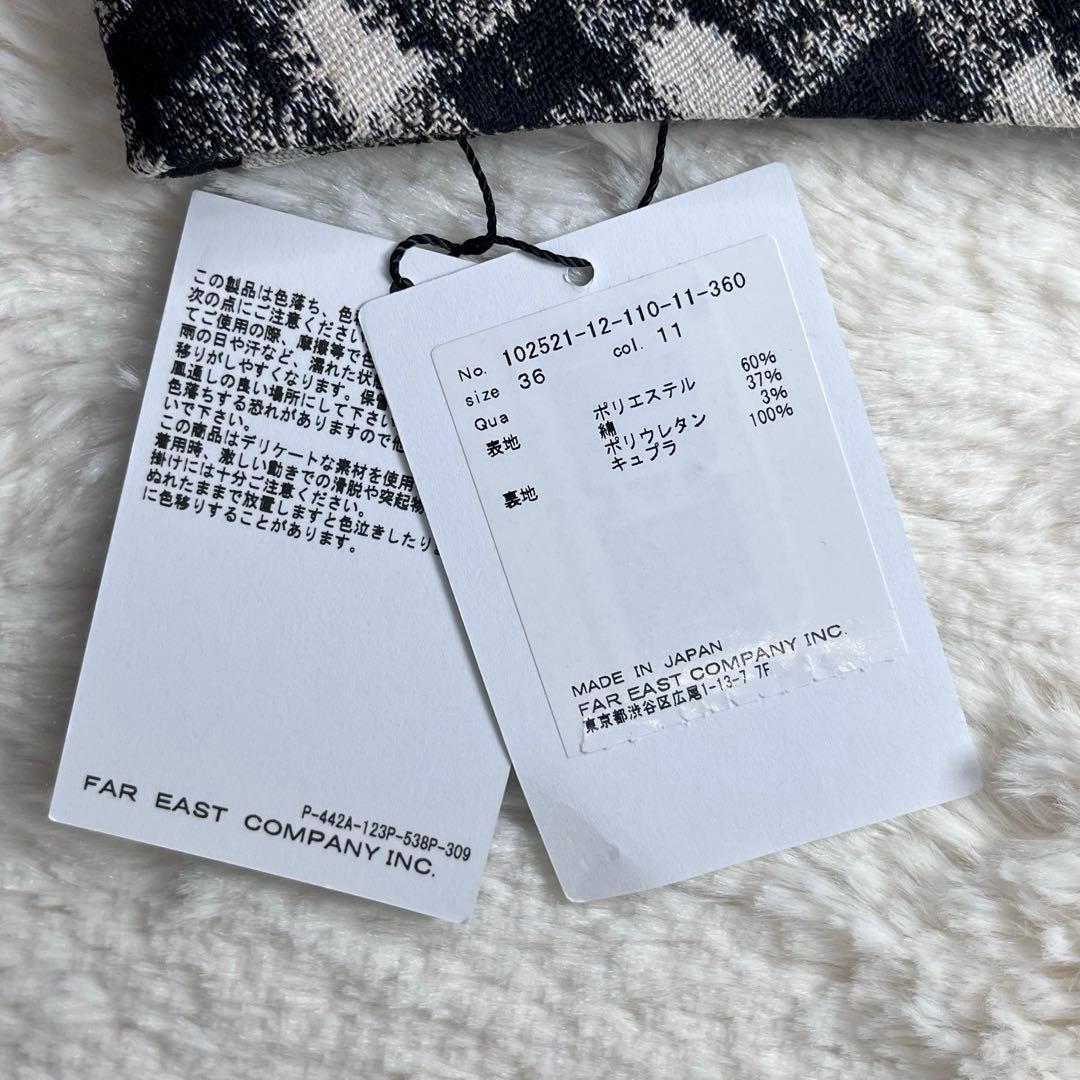 この製品は色落ち、色
次の点にご注意ください
てご使用の際、摩擦等で
雨の日や汗など、濡れた状
移りがしやすくなります。保
風通しの良い場所にして下さい
色落ちする恐れがありますので他
いで下さい。
この商品はデリケートな素材を使用
着用時、激しい動きでの滑脱や突起物
掛けには十分ご注意ください。
ぬれたままで放置しますと色泣きしたり
に色移りすることがあります。
P-442A-123P-538P-309
FAR EAST COMPANY INC.
No. 102521-12-110-11-360
size 36 col. 11
Qua
表地 ポリエステル 60%
綿 37%
ポリウレタン 3%
裏地 キュプラ 100%
MADE IN JAPAN
FAR EAST COMPANY INC.
東京都渋谷区広尾1-13-7 7F